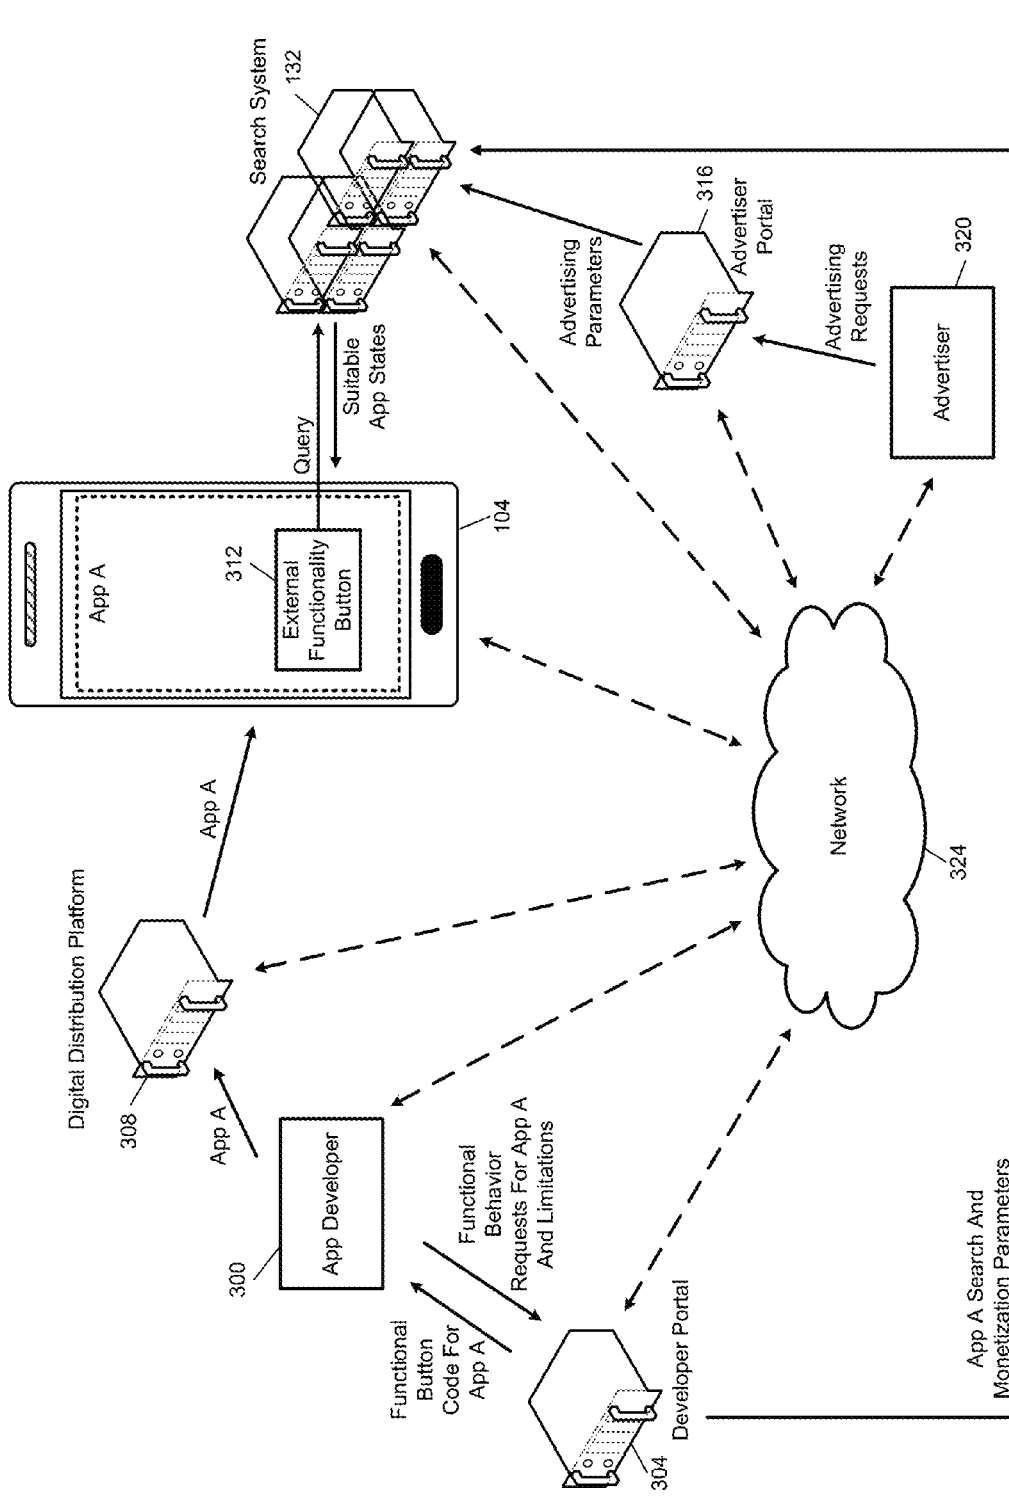 Search System
132
Query
Suitable
App States
App A
312
External
Functionality
Button
104
Digital Distribution Platform
308
App A
App A
300
App Developer
Functional
Behavior
Requests For App A
And Limitations
Functional
Button
Code For
App A
Developer Portal
304
Network
324
Advertising
Parameters
316
Advertiser
Portal
Advertising
Requests
320
Advertiser
App A Search And
Monetization Parameters